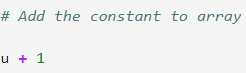 # Add the constant to array
u + 1